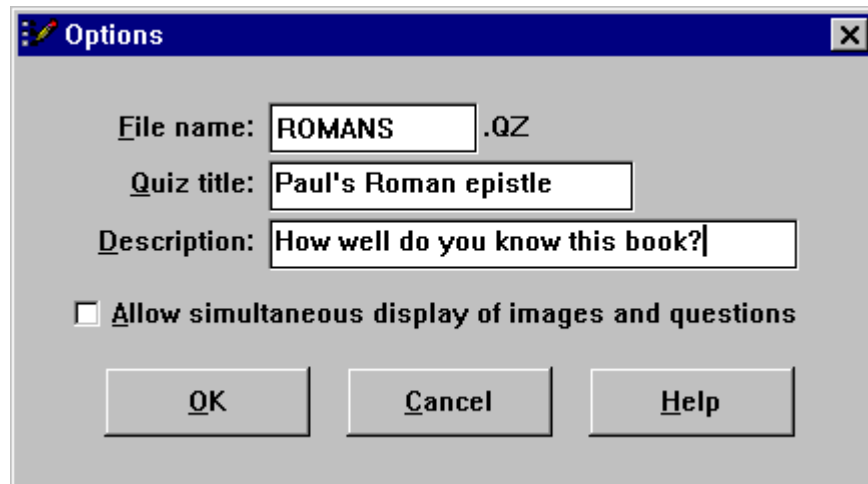 Options
File name: ROMANS .QZ
Quiz title: Paul's Roman epistle
Description: How well do you know this book?
Allow simultaneous display of images and questions
OK Cancel Help